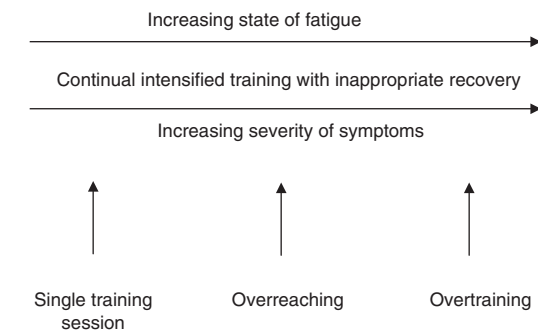 Increasing state of fatigue
Continual intensified training with inappropriate recovery
Increasing severity of symptoms
Single training
session
Overreaching
Overtraining